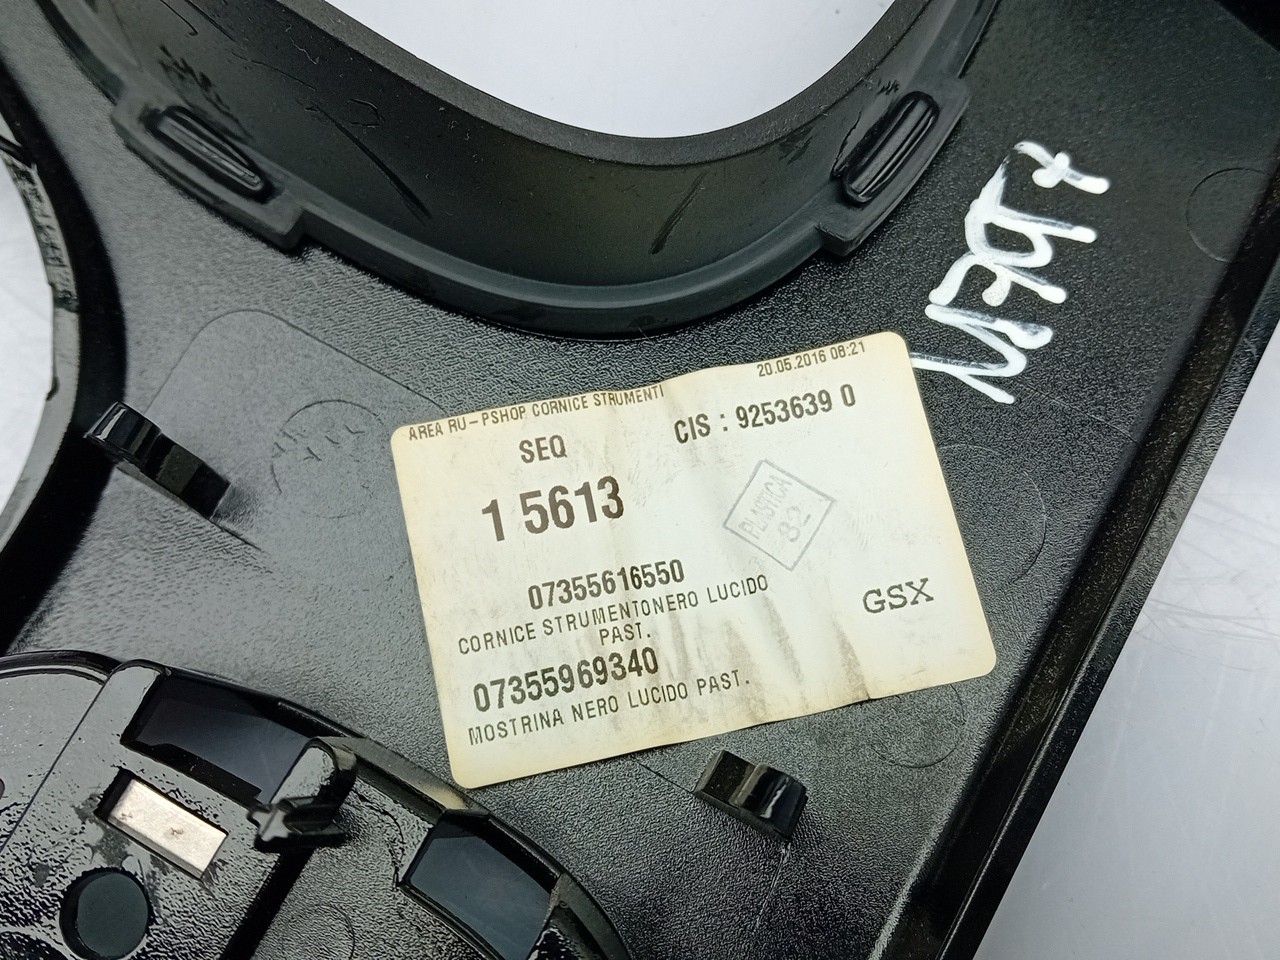 AREA RU-PSHOP CORNICE STRUMENTI
20.05.2016 08:21
SEQ
CIS : 9253639 0
1 5613
PLASTICA
82
07355616550
CORNICE STRUMENTONERO LUCIDO
PAST.
GSX
07355969340
MOSTRINA NERO LUCIDO PAST.